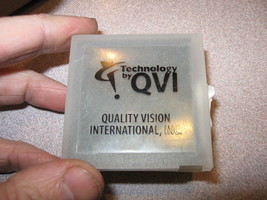 Technology
by QVI
QUALITY VISION
INTERNATIONAL, INC.